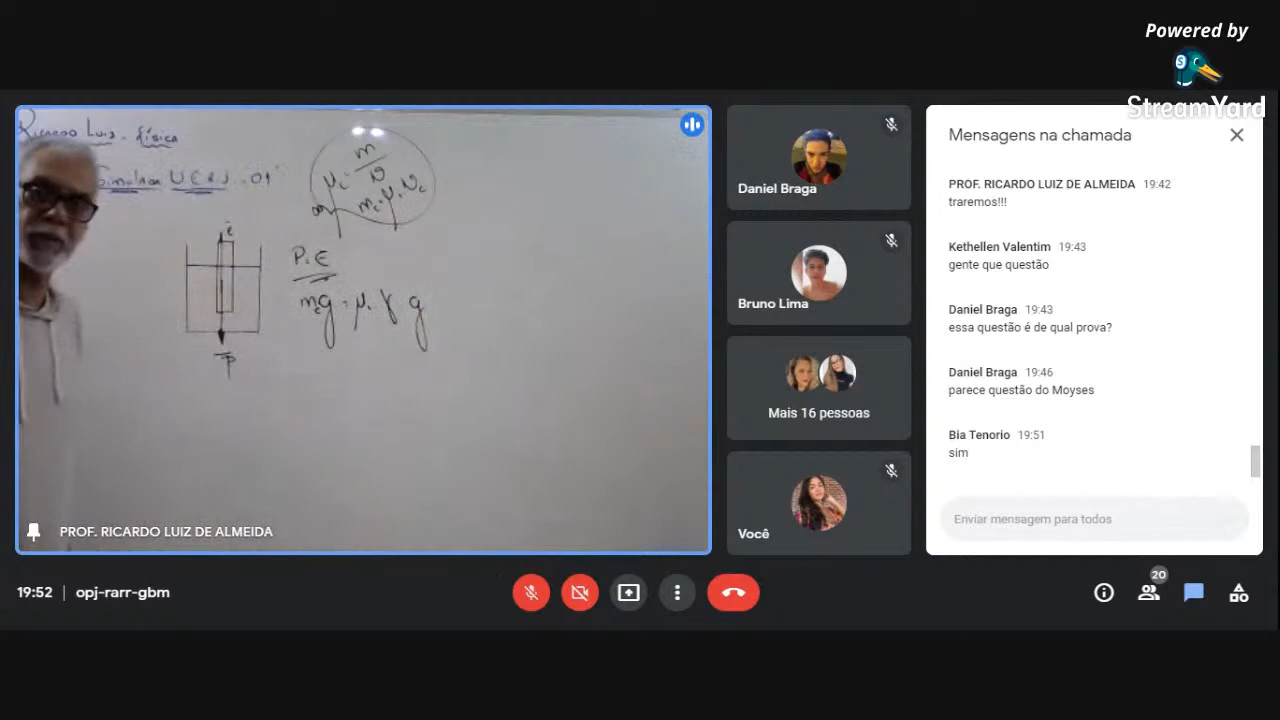 Powered by
StreamYard
Ricardo Luiz - física
Simulado U.E.R.J. - 01
m
v
E
P = E
P
PROF. RICARDO LUIZ DE ALMEIDA
Daniel Braga
Bruno Lima
Mais 16 pessoas
Você
Mensagens na chamada
PROF. RICARDO LUIZ DE ALMEIDA 19:42
traremos!!!
Kethellen Valentim 19:43
gente que questão
Daniel Braga 19:43
essa questão é de qual prova?
Daniel Braga 19:46
parece questão do Moyses
Bia Tenorio 19:51
sim
Enviar mensagem para todos
19:52 | opj-rarr-gbm
20